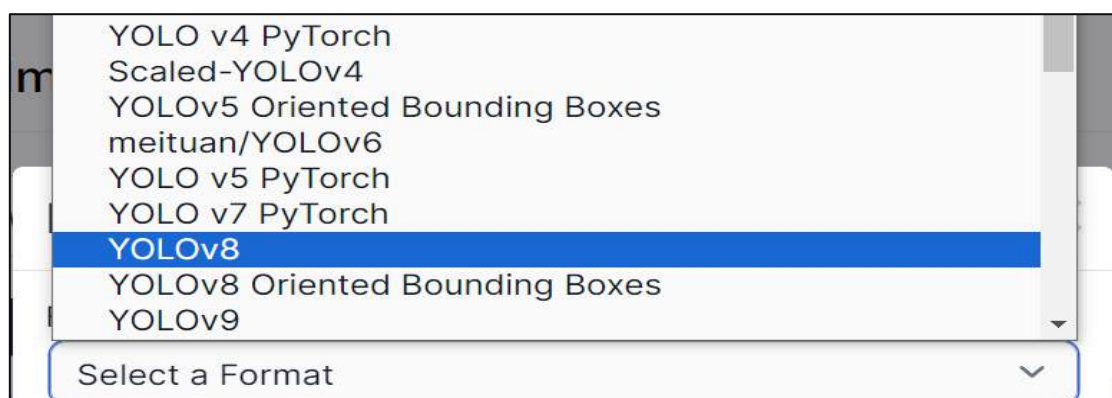 YOLO v4 PyTorch
Scaled-YOLOv4
YOLOv5 Oriented Bounding Boxes
meituan/YOLOv6
YOLO v5 PyTorch
YOLO v7 PyTorch
YOLOv8
YOLOv8 Oriented Bounding Boxes
YOLOv9
Select a Format